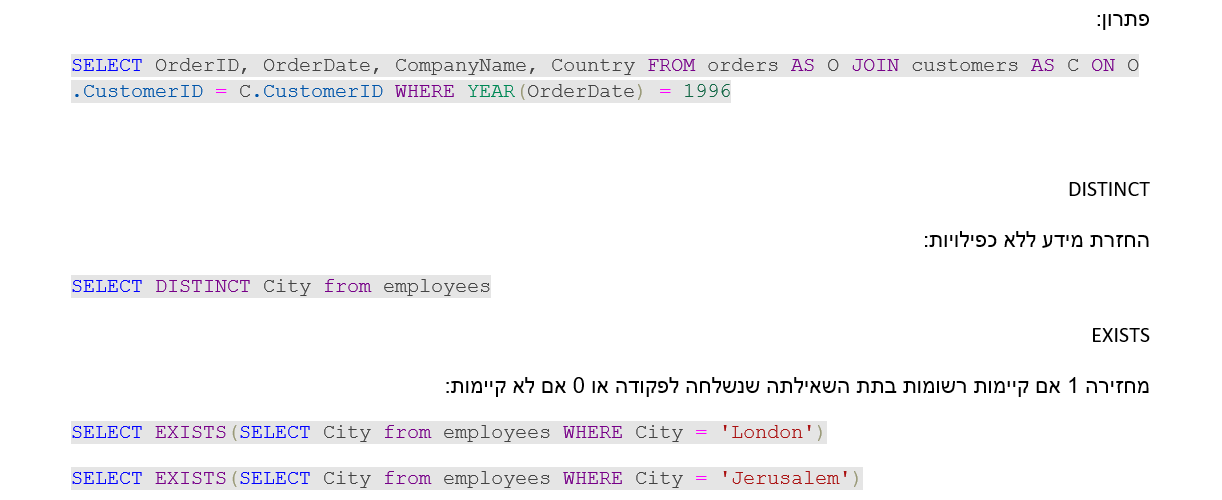 פתרון:
SELECT OrderID, OrderDate, CompanyName, Country FROM orders AS O JOIN customers AS C ON O
.CustomerID = C.CustomerID WHERE YEAR(OrderDate) = 1996
DISTINCT
החזרת מידע ללא כפילויות:
SELECT DISTINCT City from employees
EXISTS
מחזירה 1 אם קיימות רשומות בתת השאילתה שנשלחה לפקודה או 0 אם לא קיימות:
SELECT EXISTS(SELECT City from employees WHERE City = 'London')
SELECT EXISTS(SELECT City from employees WHERE City = 'Jerusalem')